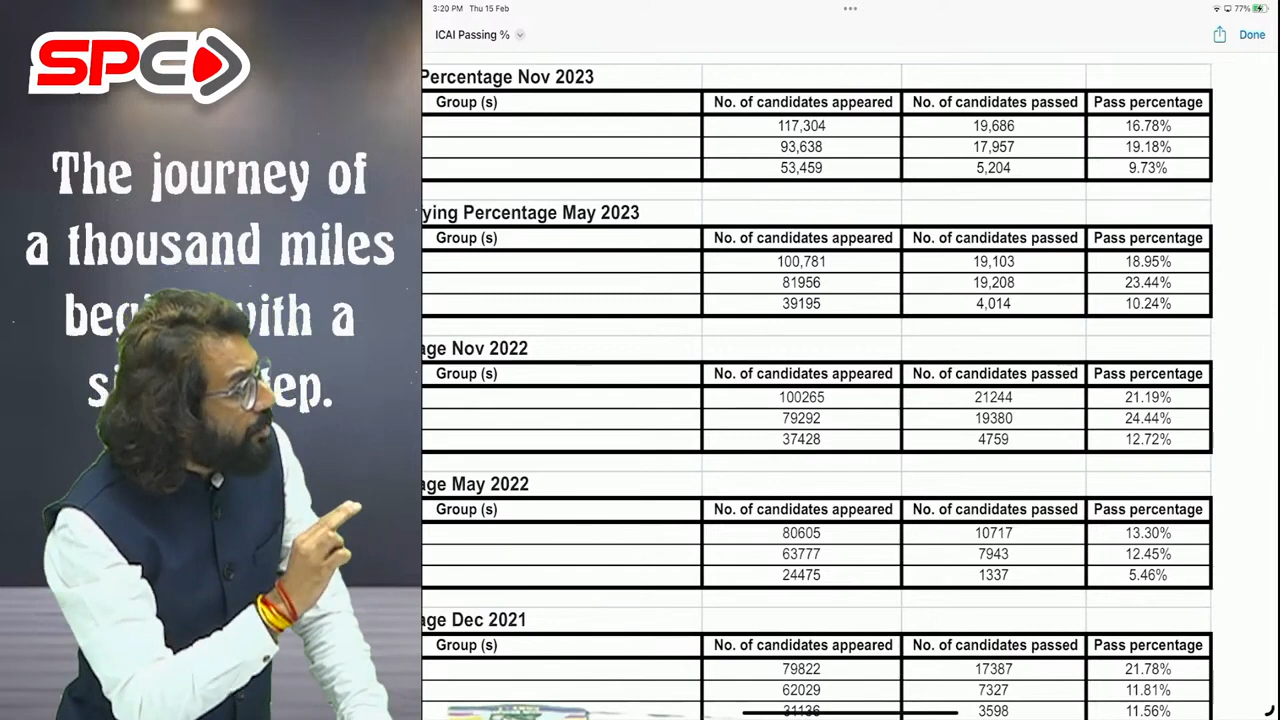 SPE
The journey of
a thousand miles
with a
tep.
3:20 PM Thu 15 Feb
77%
ICAI Passing %
Done
Percentage Nov 2023
Group (s) No. of candidates appeared No. of candidates passed Pass percentage
117,304 19,686 16.78%
93,638 17,957 19.18%
53,459 5,204 9.73%
ying Percentage May 2023
Group (s) No. of candidates appeared No. of candidates passed Pass percentage
100,781 19,103 18.95%
81956 19,208 23.44%
39195 4,014 10.24%
age Nov 2022
Group (s) No. of candidates appeared No. of candidates passed Pass percentage
100265 21244 21.19%
79292 19380 24.44%
37428 4759 12.72%
age May 2022
Group (s) No. of candidates appeared No. of candidates passed Pass percentage
80605 10717 13.30%
63777 7943 12.45%
24475 1337 5.46%
age Dec 2021
Group (s) No. of candidates appeared No. of candidates passed Pass percentage
79822 17387 21.78%
62029 7327 11.81%
31136 3598 11.56%